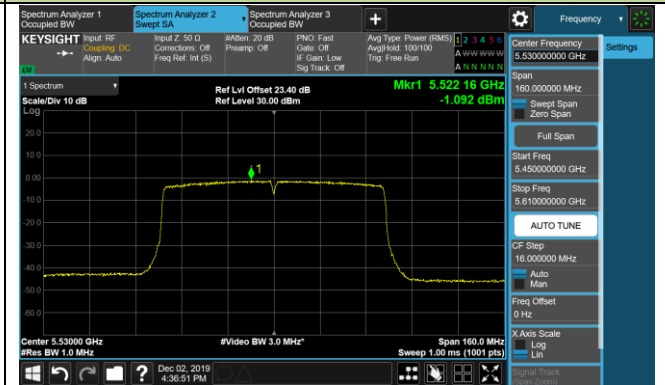 Spectrum Analyzer 1
Occupied BW
Spectrum Analyzer 2
Swept SA
Spectrum Analyzer 3
Occupied BW
+
Frequency
KEYSIGHT
Input: RF
Coupling: DC
Align: Auto
Input Z: 50 Ω
Corrections: Off
Freq Ref: Int (S)
#Atten: 20 dB
Preamp: Off
PNO: Fast
Gate: Off
IF Gain: Low
Sig Track: Off
Avg Type: Power (RMS)
Avg|Hold: 100/100
Trig: Free Run
1 2 3 4 5 6
A W W W W W
A N N N N N
1 Spectrum
Scale/Div 10 dB
Log
Ref Lvl Offset 23.40 dB
Ref Level 30.00 dBm
Mkr1 5.522 16 GHz
-1.092 dBm
20.0
10.0
0.00
-10.0
-20.0
-30.0
-40.0
-50.0
-60.0
1
Center 5.53000 GHz
#Res BW 1.0 MHz
#Video BW 3.0 MHz*
Span 160.0 MHz
Sweep 1.00 ms (1001 pts)
Center Frequency
5.530000000 GHz
Settings
Span
160.000000 MHz
Swept Span
Zero Span
Full Span
Start Freq
5.450000000 GHz
Stop Freq
5.610000000 GHz
AUTO TUNE
CF Step
16.000000 MHz
Auto
Man
Freq Offset
0 Hz
X Axis Scale
Log
Lin
Signal Track
(Span Zoom)
?
Dec 02, 2019
4:36:51 PM